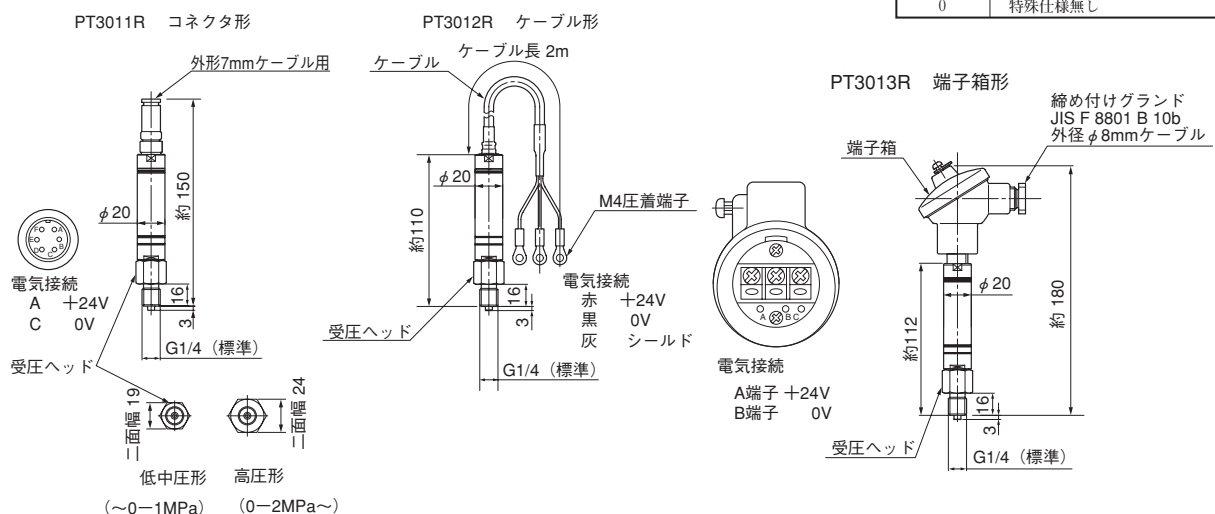 0 特殊仕様無し
PT3011R コネクタ形
外形7mmケーブル用
約 150
φ20
F A
E B
D C
電気接続
A +24V
C 0V
16
3
受圧ヘッド
G1/4（標準）
二面幅 19
二面幅 24
低中圧形
（～0－1MPa）
高圧形
（0－2MPa～）
PT3012R ケーブル形
ケーブル長 2m
ケーブル
φ20
約110
M4圧着端子
電気接続
赤 +24V
黒 0V
灰 シールド
16
3
受圧ヘッド
G1/4（標準）
A B C
電気接続
A端子 +24V
B端子 0V
PT3013R 端子箱形
締め付けグランド
JIS F 8801 B 10b
外径φ8mmケーブル
端子箱
φ20
約 180
約112
16
3
受圧ヘッド
G1/4（標準）